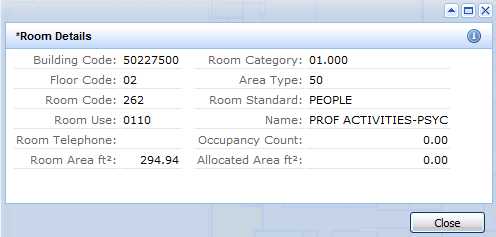 *Room Details
Building Code: 50227500 Room Category: 01.000
Floor Code: 02 Area Type: 50
Room Code: 262 Room Standard: PEOPLE
Room Use: 0110 Name: PROF ACTIVITIES-PSYC
Room Telephone: Occupancy Count: 0.00
Room Area ft²: 294.94 Allocated Area ft²: 0.00
Close